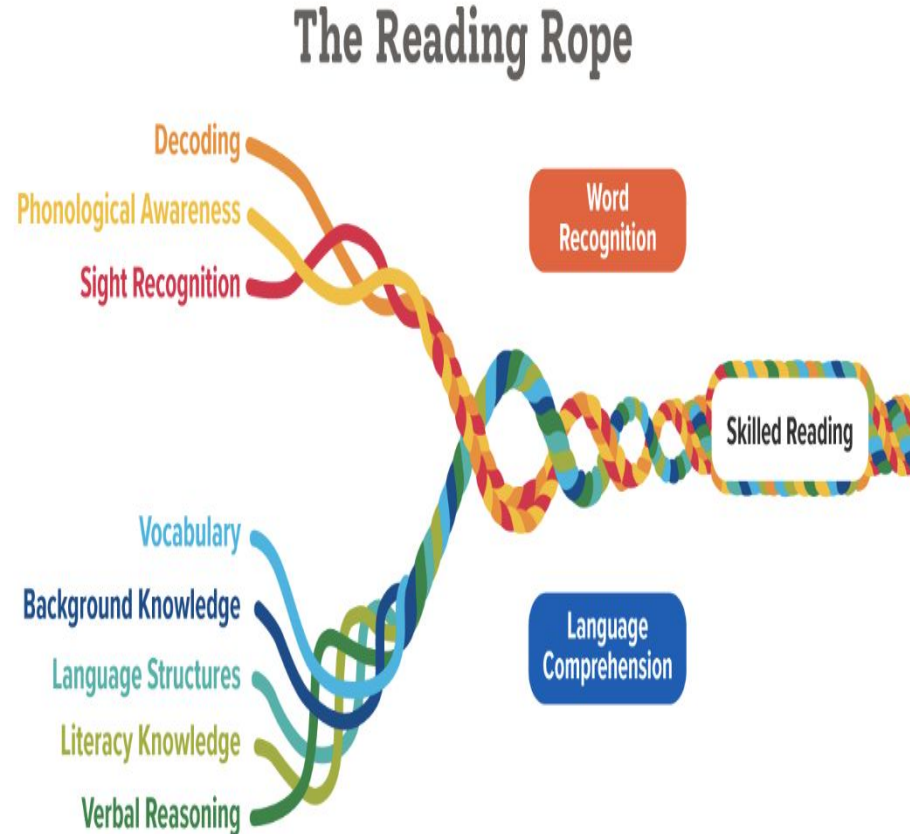 The Reading Rope
Decoding
Phonological Awareness
Sight Recognition
Word
Recognition
Skilled Reading
Vocabulary
Background Knowledge
Language Structures
Literacy Knowledge
Verbal Reasoning
Language
Comprehension